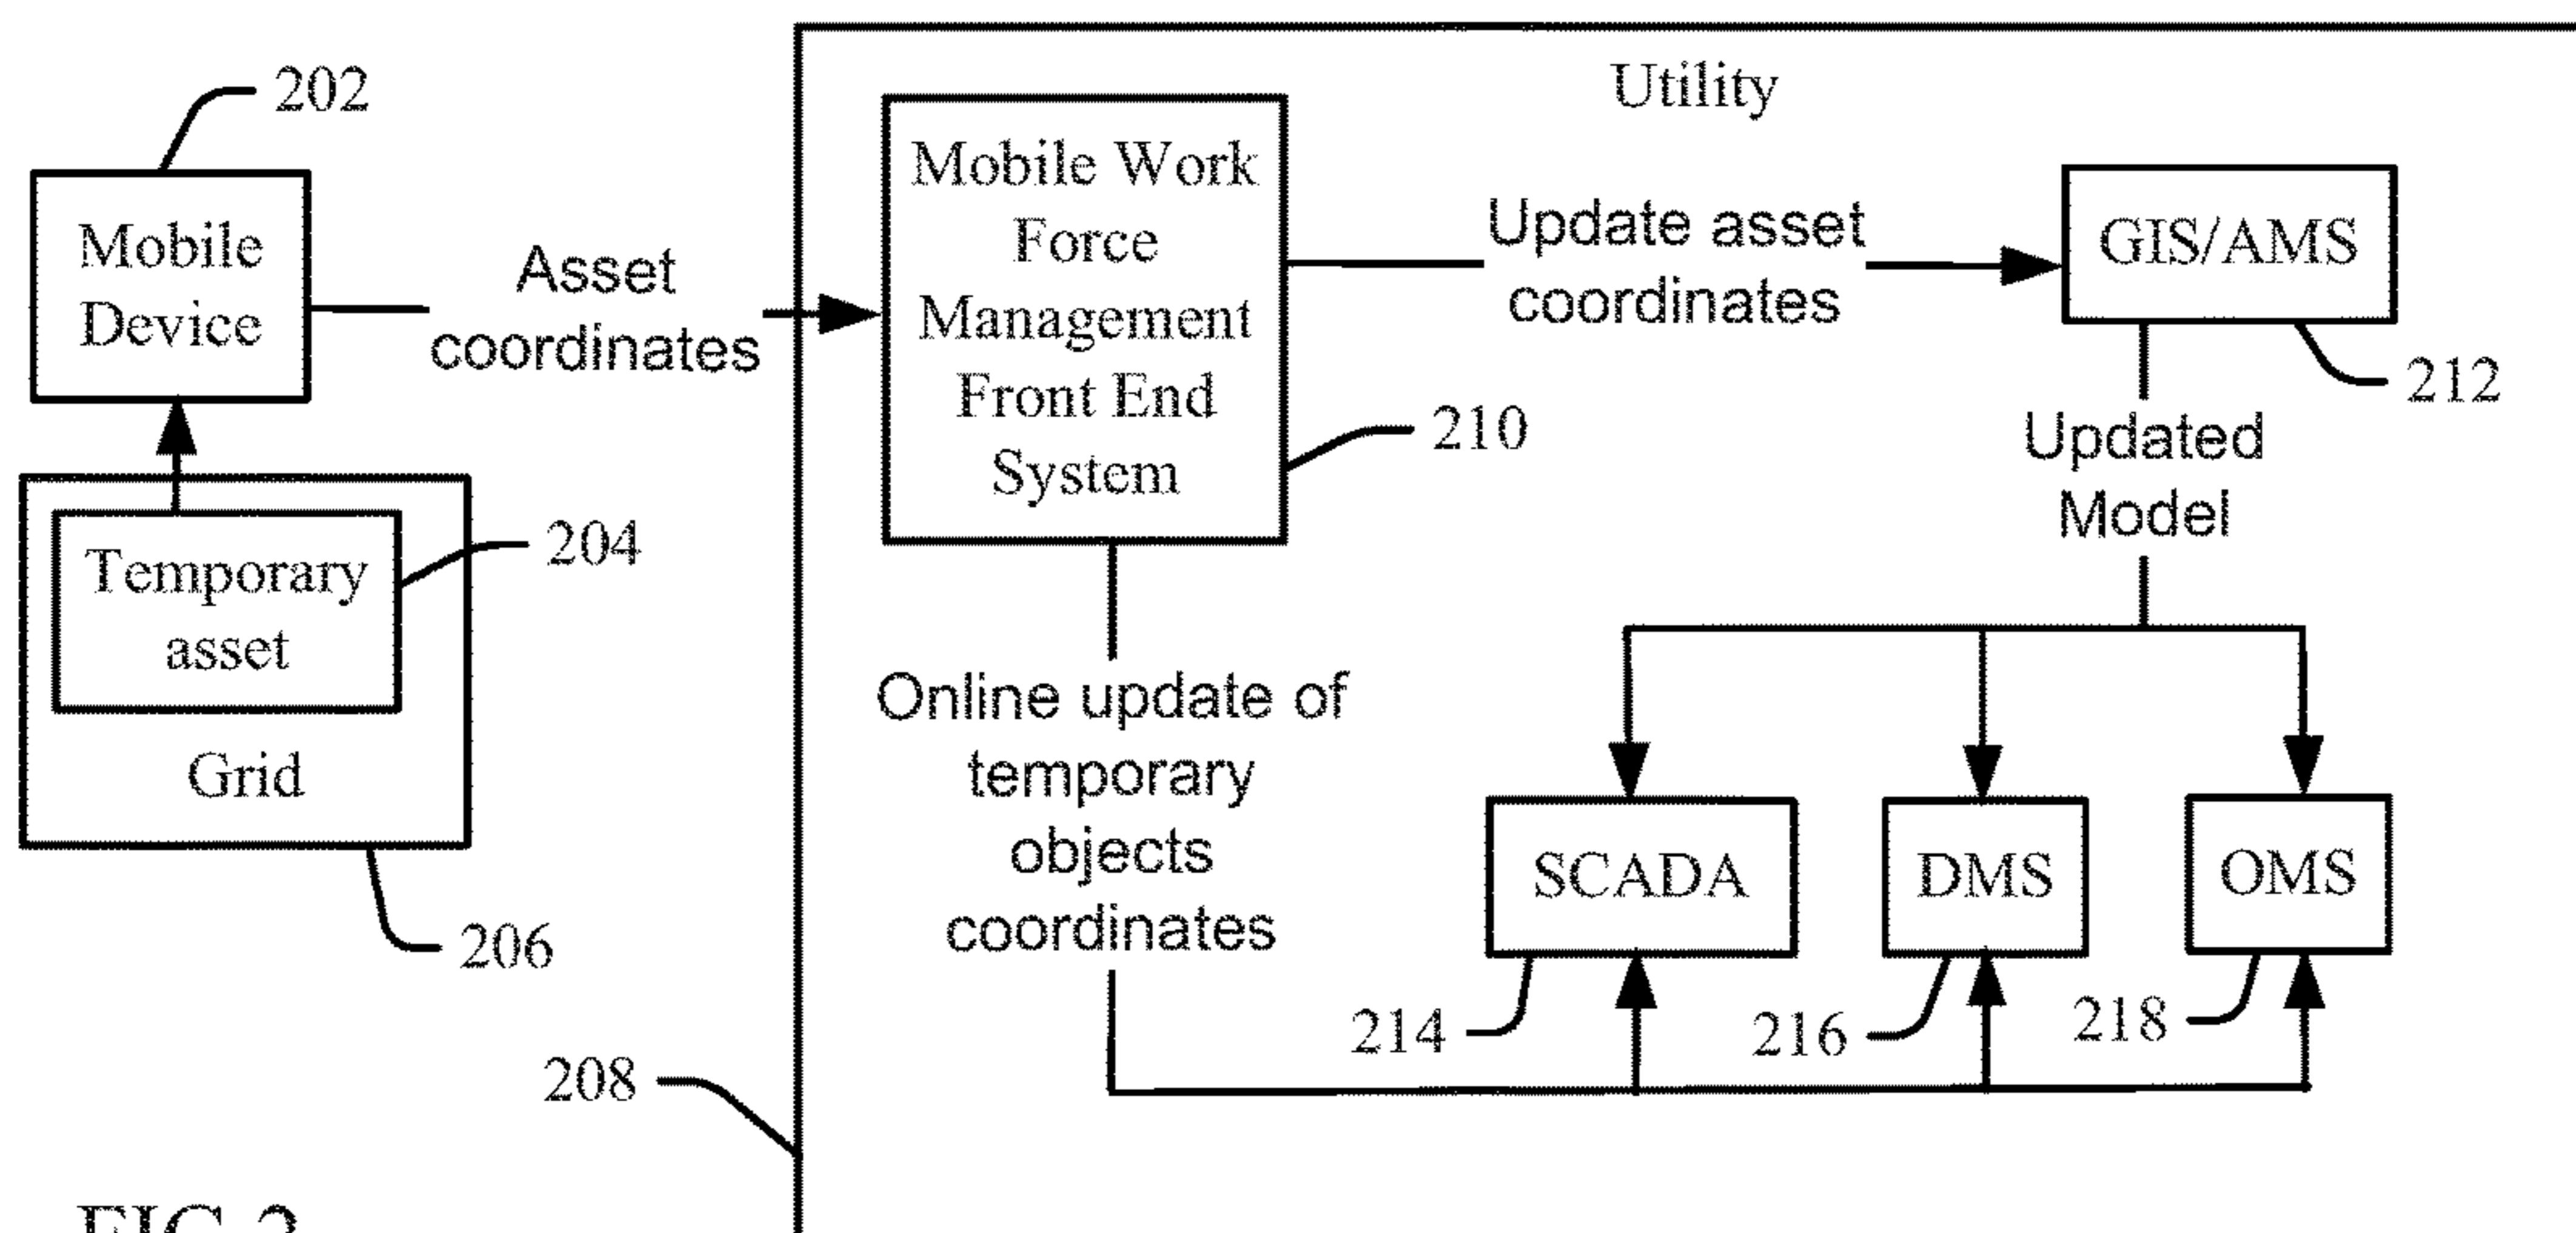 Utility
202
Mobile
Device
Asset
coordinates
Mobile Work
Force
Management
Front End
System
210
Update asset
coordinates
GIS/AMS
212
Updated
Model
Temporary
asset
204
Grid
206
Online update of
temporary
objects
coordinates
SCADA
DMS
OMS
214
216
218
208
FIG.2